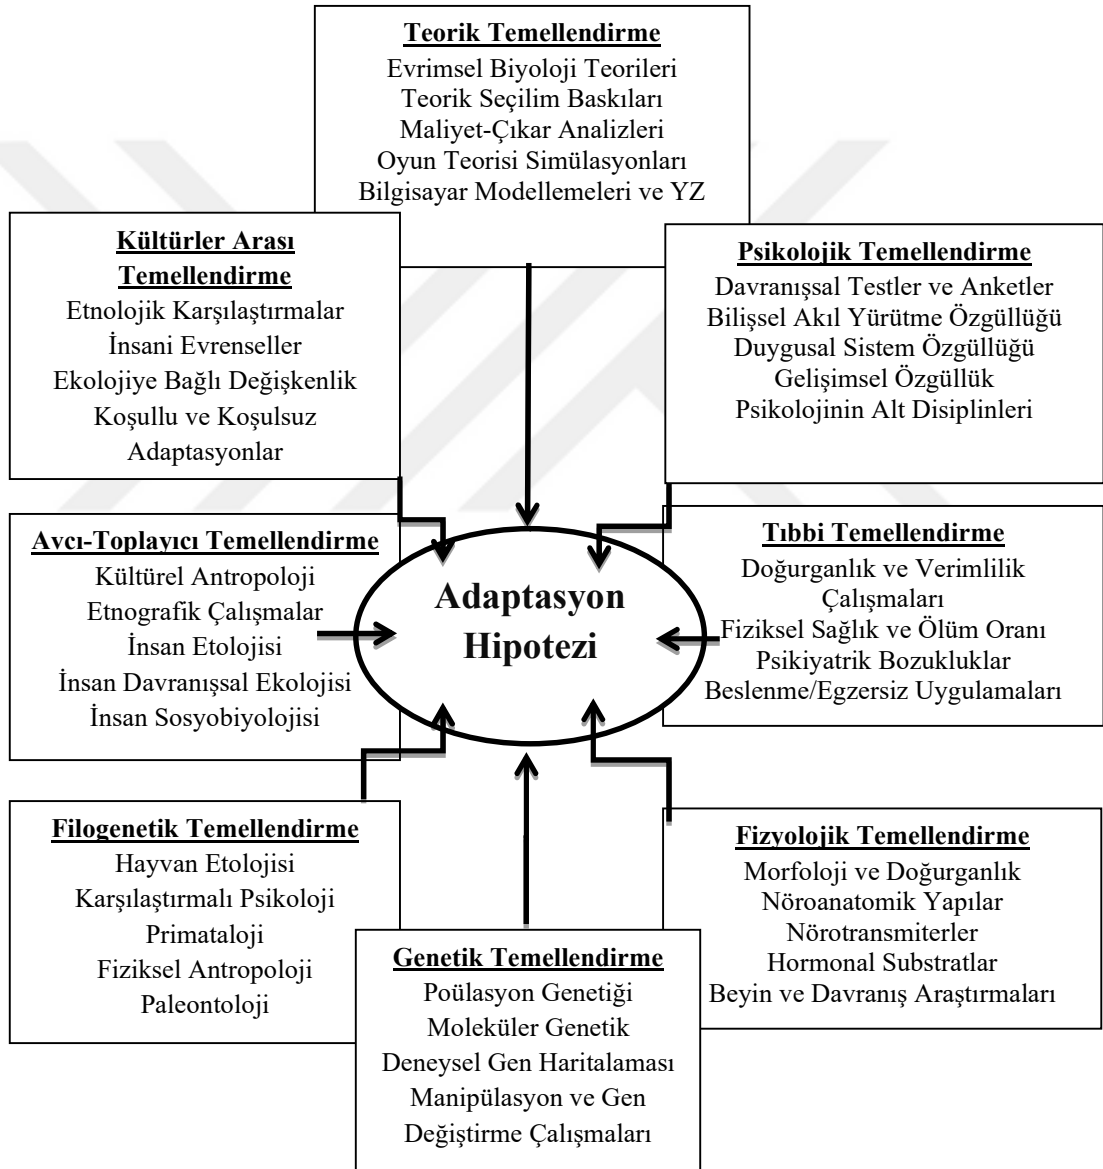 Teorik Temellendirme
Evrimsel Biyoloji Teorileri
Teorik Seçilim Baskıları
Maliyet-Çıkar Analizleri
Oyun Teorisi Simülasyonları
Bilgisayar Modellemeleri ve YZ
Kültürler Arası
Temellendirme
Etnolojik Karşılaştırmalar
İnsani Evrenseller
Ekolojiye Bağlı Değişkenlik
Koşullu ve Koşulsuz
Adaptasyonlar
Psikolojik Temellendirme
Davranışsal Testler ve Anketler
Bilişsel Akıl Yürütme Özgüllüğü
Duygusal Sistem Özgüllüğü
Gelişimsel Özgüllük
Psikolojinin Alt Disiplinleri
Avcı-Toplayıcı Temellendirme
Kültürel Antropoloji
Etnografik Çalışmalar
İnsan Etolojisi
İnsan Davranışsal Ekolojisi
İnsan Sosyobiyolojisi
Adaptasyon
Hipotezi
Tıbbi Temellendirme
Doğurganlık ve Verimlilik
Çalışmaları
Fiziksel Sağlık ve Ölüm Oranı
Psikiyatrik Bozukluklar
Beslenme/Egzersiz Uygulamaları
Filogenetik Temellendirme
Hayvan Etolojisi
Karşılaştırmalı Psikoloji
Primataloji
Fiziksel Antropoloji
Paleontoloji
Genetik Temellendirme
Poülasyon Genetiği
Moleküler Genetik
Deneysel Gen Haritalaması
Manipülasyon ve Gen
Değiştirme Çalışmaları
Fizyolojik Temellendirme
Morfoloji ve Doğurganlık
Nöroanatomik Yapılar
Nörotransmiterler
Hormonal Substratlar
Beyin ve Davranış Araştırmaları